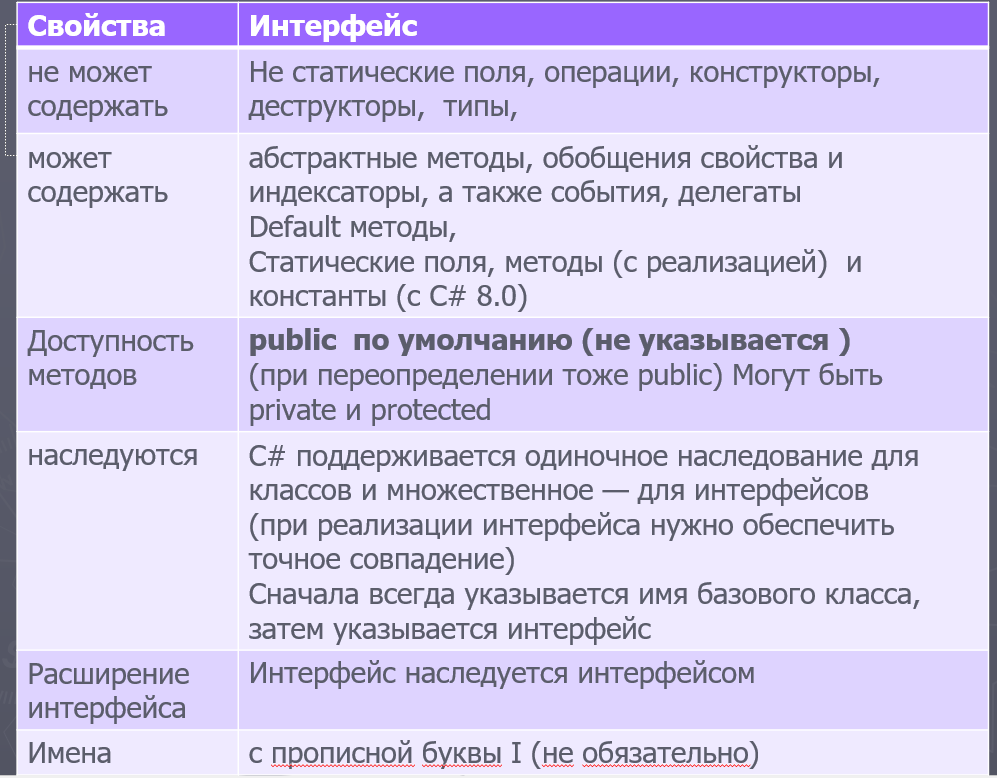 Свойства
Интерфейс
не может
содержать
Не статические поля, операции, конструкторы,
деструкторы, типы,
может
содержать
абстрактные методы, обобщения свойства и
индексаторы, а также события, делегаты
Default методы,
Статические поля, методы (с реализацией) и
константы (с C# 8.0)
Доступность
методов
public по умолчанию (не указывается )
(при переопределении тоже public) Могут быть
private и protected
наследуются
C# поддерживается одиночное наследование для
классов и множественное — для интерфейсов
(при реализации интерфейса нужно обеспечить
точное совпадение)
Сначала всегда указывается имя базового класса,
затем указывается интерфейс
Расширение
интерфейса
Интерфейс наследуется интерфейсом
Имена
с прописной буквы I (не обязательно)